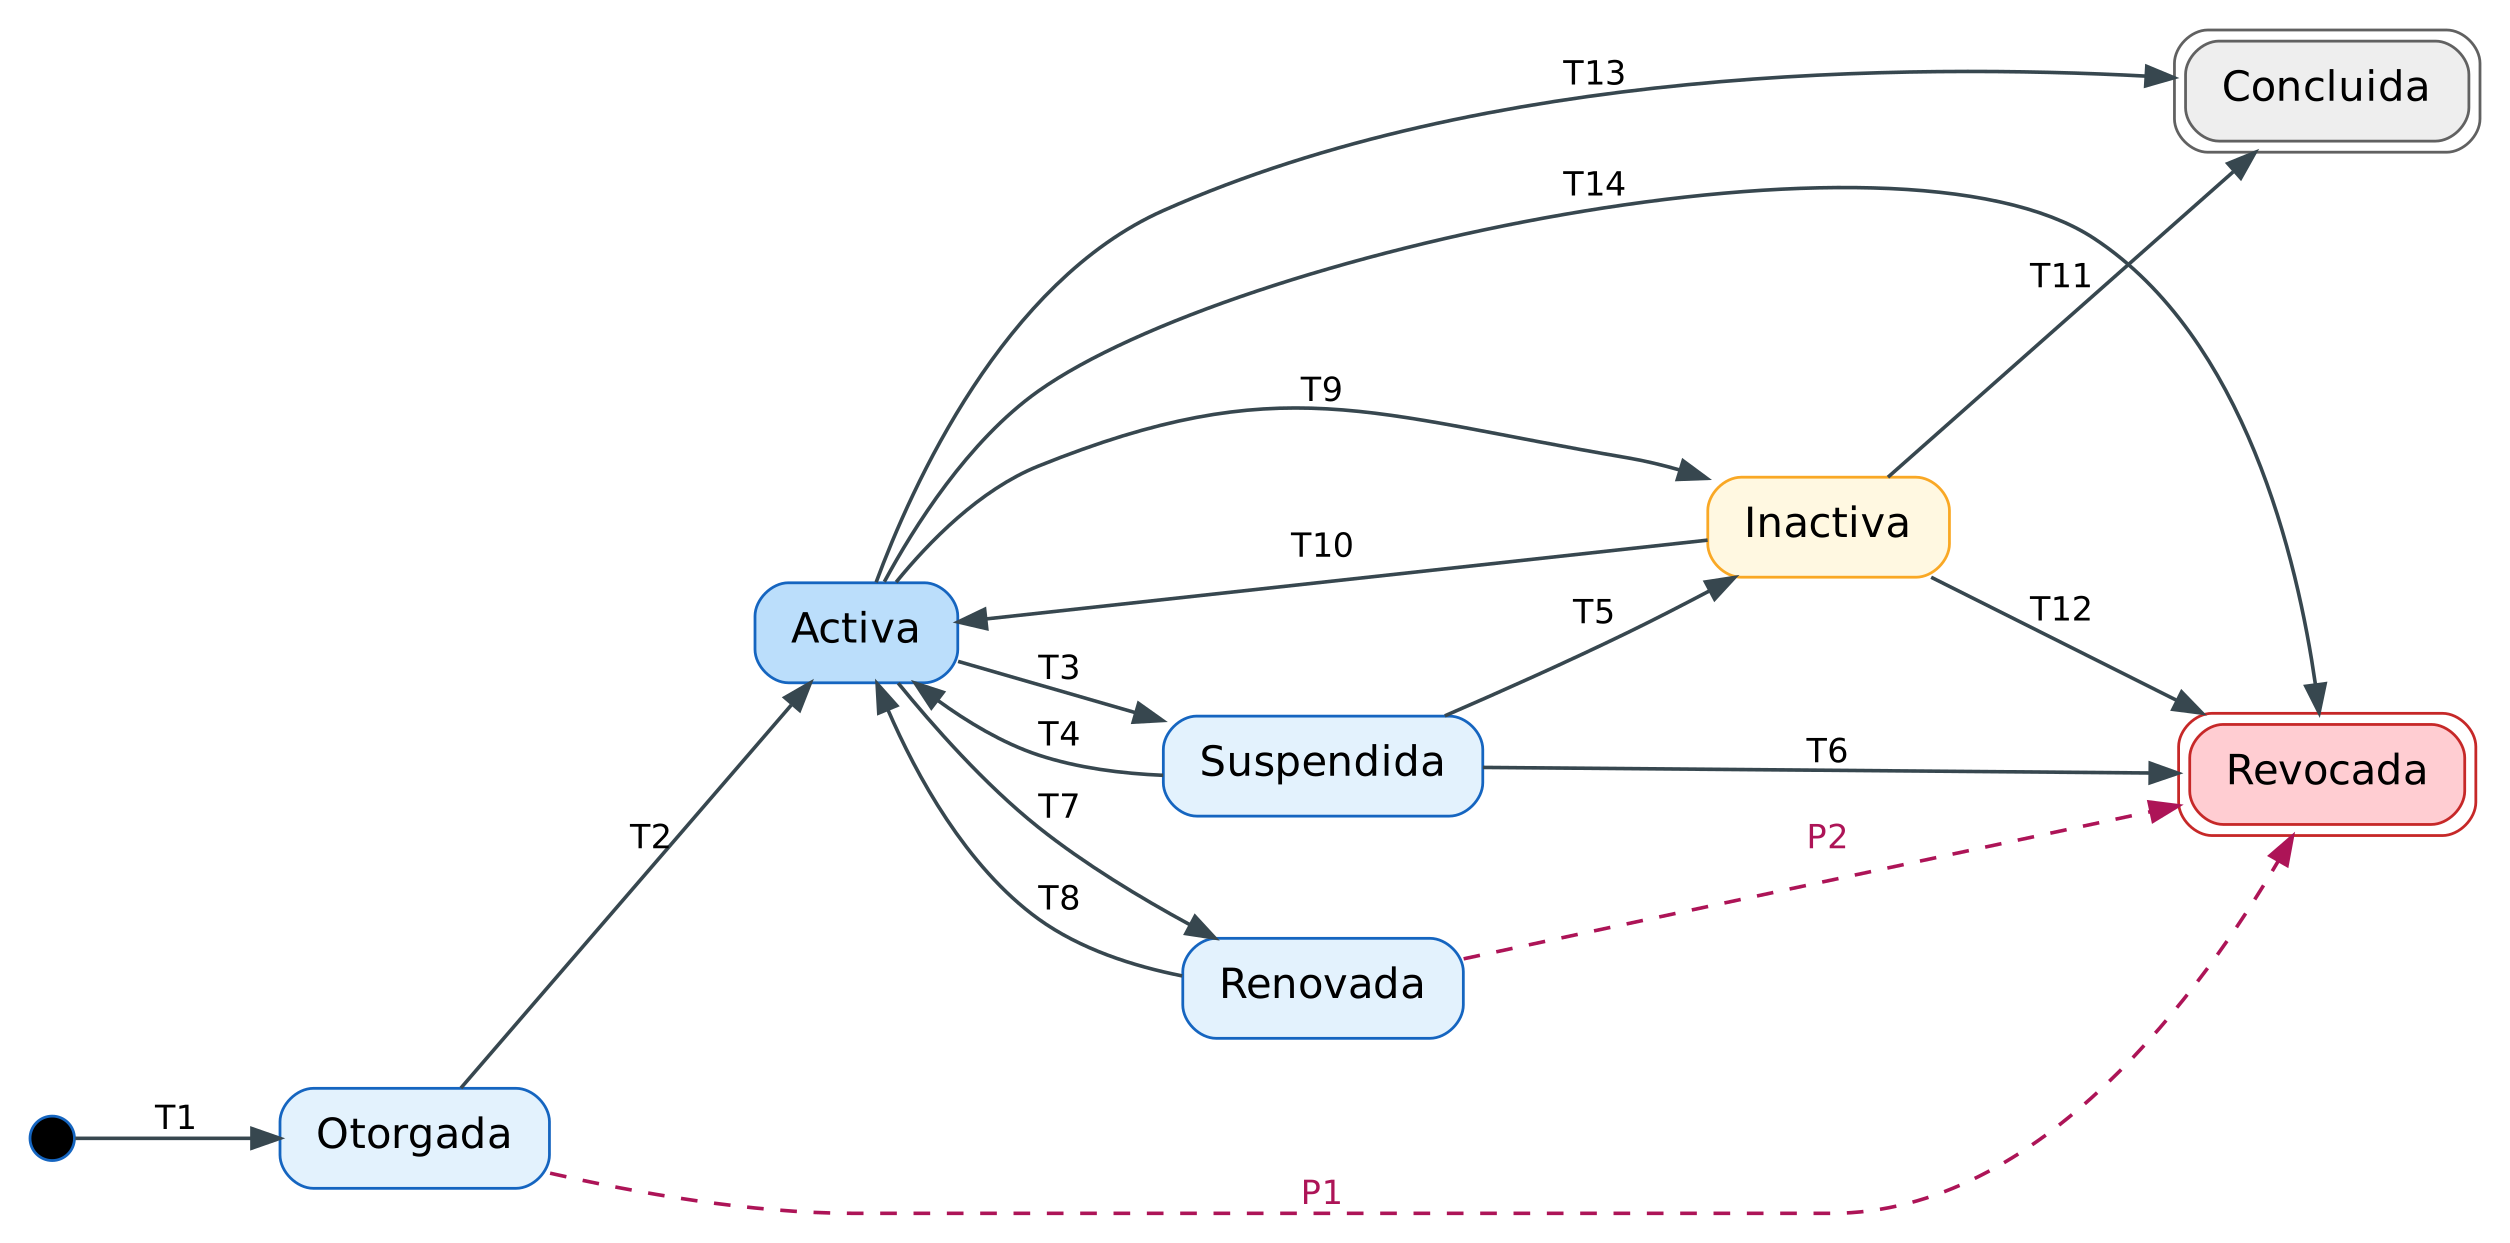 T13
Concluida
T14
T11
T9
Inactiva
T10
T12
T5
Activa
T3
T4
Suspendida
T6
Revocada
T7
P2
T2
T8
Renovada
T1
Otorgada
P1